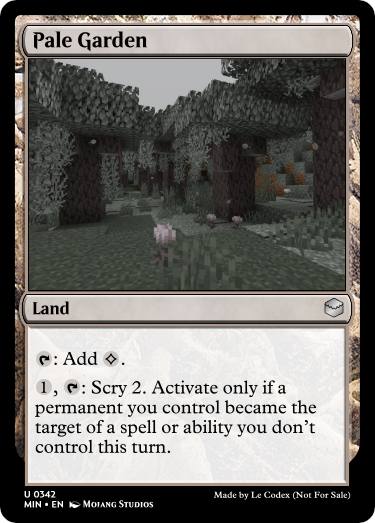 Pale Garden
Land
: Add .
1, : Scry 2. Activate only if a
permanent you control became the
target of a spell or ability you don't
control this turn.
U 0342
MIN • EN Mojang Studios
Made by Le Codex (Not For Sale)